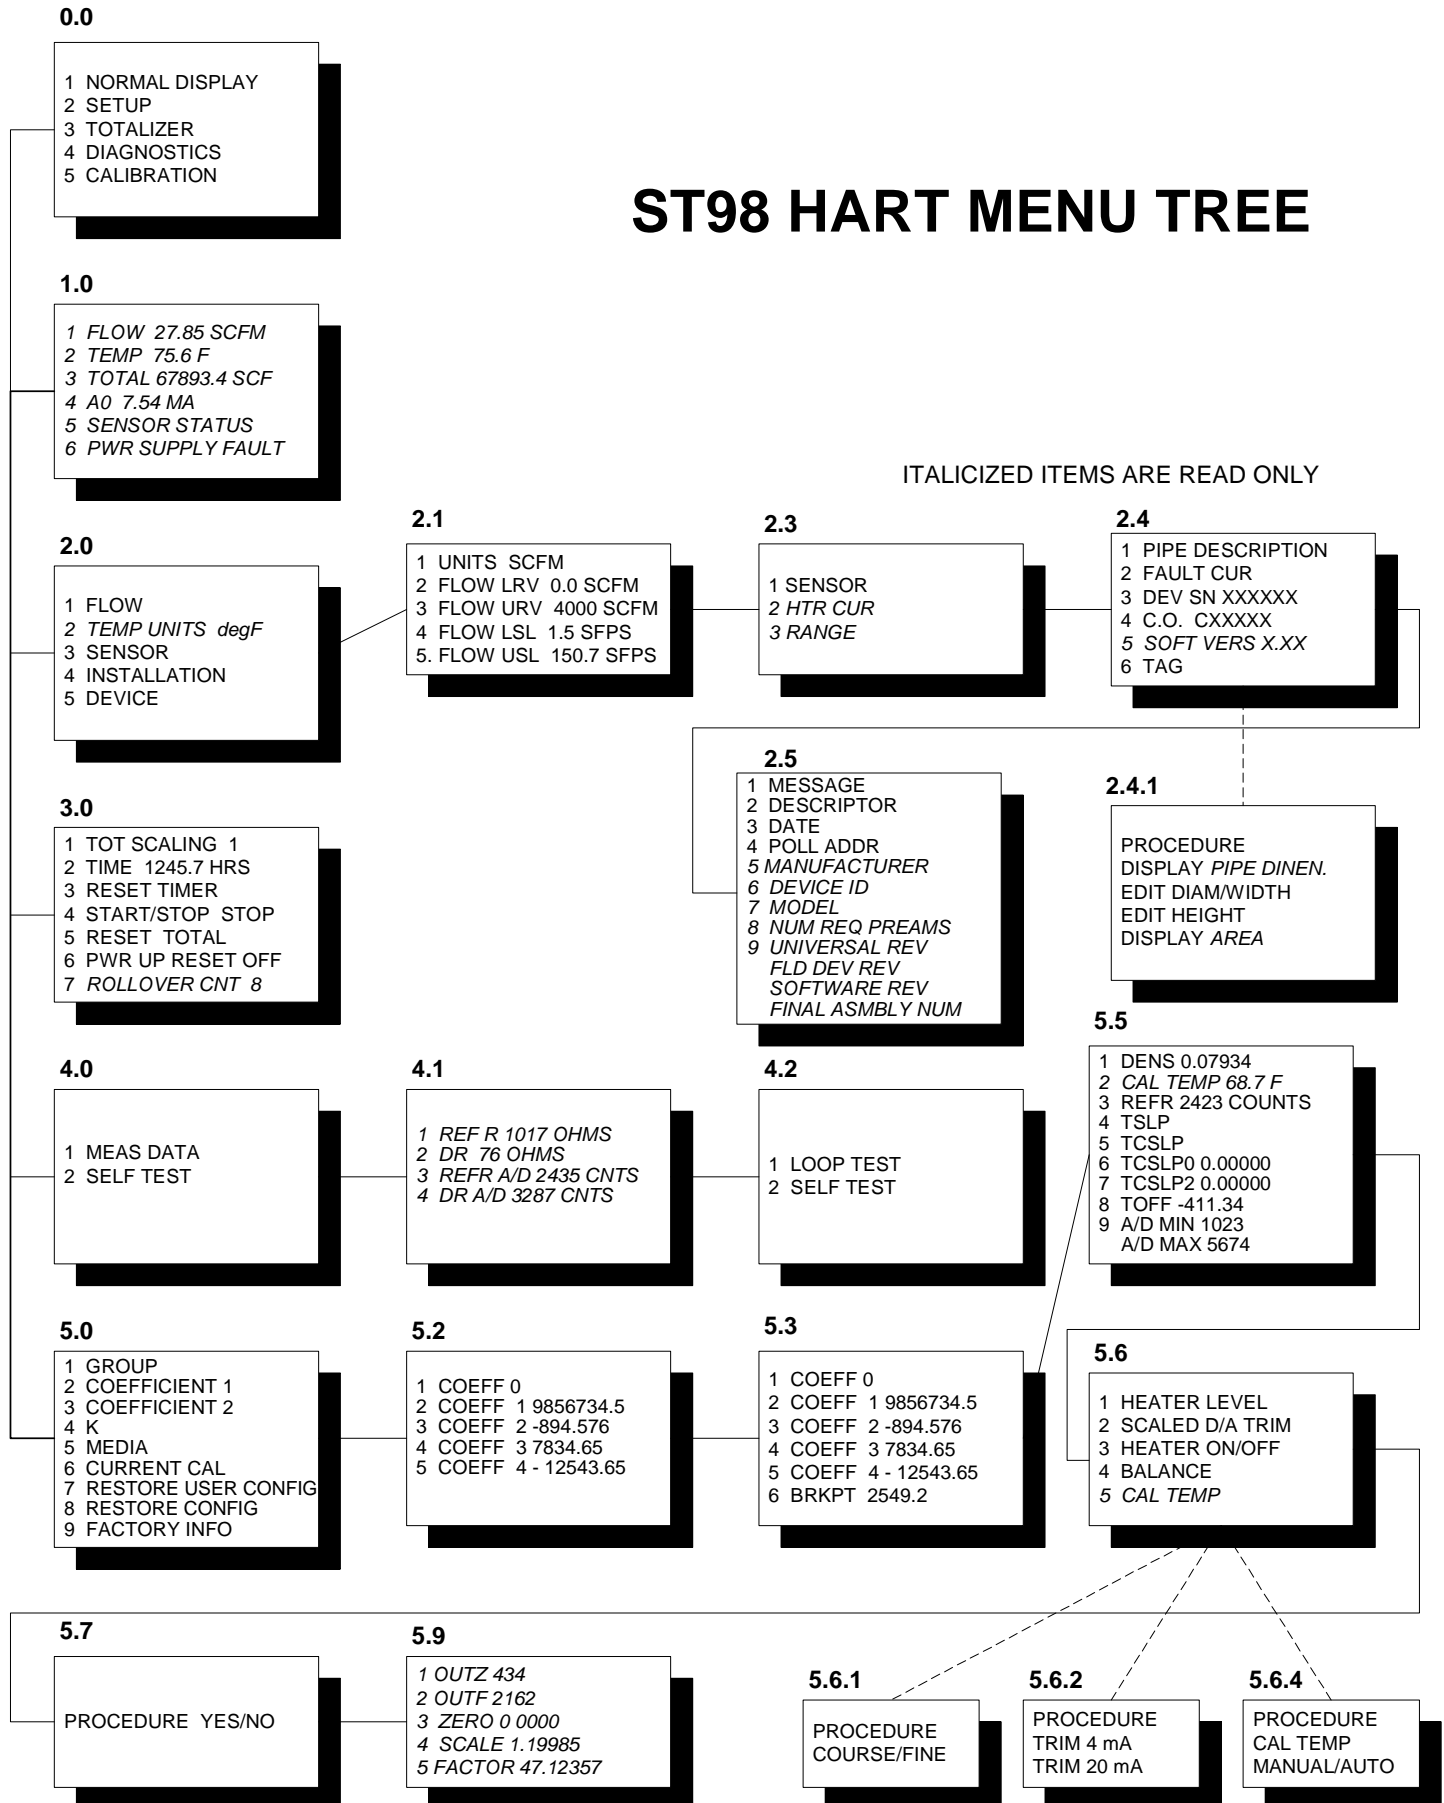 0.0
1 NORMAL DISPLAY
2 SETUP
3 TOTALIZER
4 DIAGNOSTICS
5 CALIBRATION
ST98 HART MENU TREE
1.0
1 FLOW 27.85 SCFM
2 TEMP 75.6 F
3 TOTAL 67893.4 SCF
4 A0 7.54 MA
5 SENSOR STATUS
6 PWR SUPPLY FAULT
ITALICIZED ITEMS ARE READ ONLY
2.0
1 FLOW
2 TEMP UNITS degF
3 SENSOR
4 INSTALLATION
5 DEVICE
2.1
1 UNITS SCFM
2 FLOW LRV 0.0 SCFM
3 FLOW URV 4000 SCFM
4 FLOW LSL 1.5 SFPS
5. FLOW USL 150.7 SFPS
2.3
1 SENSOR
2 HTR CUR
3 RANGE
2.4
1 PIPE DESCRIPTION
2 FAULT CUR
3 DEV SN XXXXXX
4 C.O. CXXXXX
5 SOFT VERS X.XX
6 TAG
2.5
1 MESSAGE
2 DESCRIPTOR
3 DATE
4 POLL ADDR
5 MANUFACTURER
6 DEVICE ID
7 MODEL
8 NUM REQ PREAMS
9 UNIVERSAL REV
FLD DEV REV
SOFTWARE REV
FINAL ASMBLY NUM
2.4.1
PROCEDURE
DISPLAY PIPE DINEN.
EDIT DIAM/WIDTH
EDIT HEIGHT
DISPLAY AREA
3.0
1 TOT SCALING 1
2 TIME 1245.7 HRS
3 RESET TIMER
4 START/STOP STOP
5 RESET TOTAL
6 PWR UP RESET OFF
7 ROLLOVER CNT 8
4.0
1 MEAS DATA
2 SELF TEST
4.1
1 REF R 1017 OHMS
2 DR 76 OHMS
3 REFR A/D 2435 CNTS
4 DR A/D 3287 CNTS
4.2
1 LOOP TEST
2 SELF TEST
5.5
1 DENS 0.07934
2 CAL TEMP 68.7 F
3 REFR 2423 COUNTS
4 TSLP
5 TCSLP
6 TCSLP0 0.00000
7 TCSLP2 0.00000
8 TOFF -411.34
9 A/D MIN 1023
A/D MAX 5674
5.0
1 GROUP
2 COEFFICIENT 1
3 COEFFICIENT 2
4 K
5 MEDIA
6 CURRENT CAL
7 RESTORE USER CONFIG
8 RESTORE CONFIG
9 FACTORY INFO
5.2
1 COEFF 0
2 COEFF 1 9856734.5
3 COEFF 2 -894.576
4 COEFF 3 7834.65
5 COEFF 4 - 12543.65
5.3
1 COEFF 0
2 COEFF 1 9856734.5
3 COEFF 2 -894.576
4 COEFF 3 7834.65
5 COEFF 4 - 12543.65
6 BRKPT 2549.2
5.6
1 HEATER LEVEL
2 SCALED D/A TRIM
3 HEATER ON/OFF
4 BALANCE
5 CAL TEMP
5.7
PROCEDURE YES/NO
5.9
1 OUTZ 434
2 OUTF 2162
3 ZERO 0 0000
4 SCALE 1.19985
5 FACTOR 47.12357
5.6.1
PROCEDURE
COURSE/FINE
5.6.2
PROCEDURE
TRIM 4 mA
TRIM 20 mA
5.6.4
PROCEDURE
CAL TEMP
MANUAL/AUTO